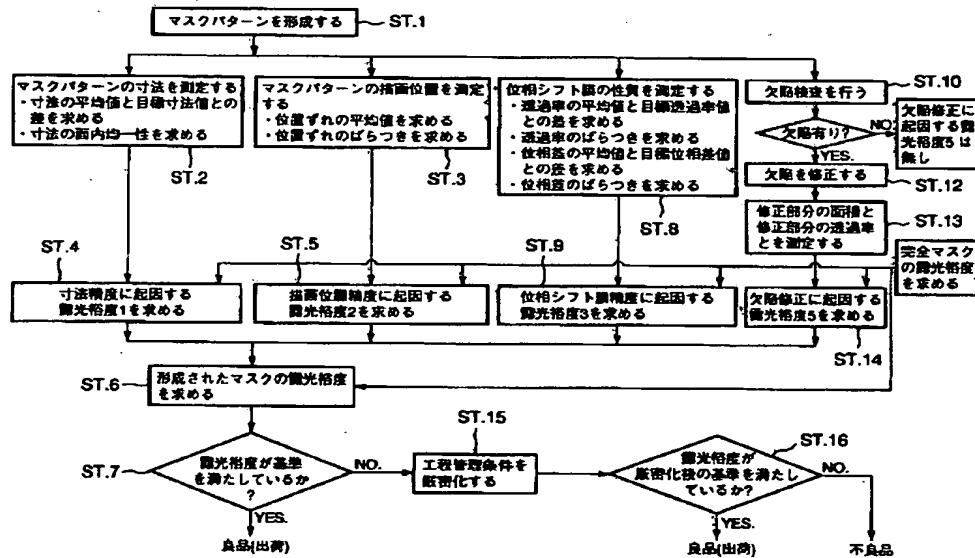 マスクパターンを形成する
ST.1
マスクパターンの寸法を測定する
・寸法の平均値と目標寸法値との
差を求める
・寸法の面内均一性を求める
ST.2
マスクパターンの描画位置を測定
する
・位置ずれの平均値を求める
・位置ずれのばらつきを求める
ST.3
位相シフト膜の性質を測定する
・透過率の平均値と目標透過率値
との差を求める
・透過率のばらつきを求める
・位相差の平均値と目標位相差値
との差を求める
・位相差のばらつきを求める
ST.8
ST.10
欠陥検査を行う
欠陥有り?
NO.
YES.
欠陥修正に
起因する露
光裕度5は
無し
欠陥を修正する
ST.12
修正部分の面積と
修正部分の透過率
とを測定する
ST.13
完全マスク
の露光裕度
を求める
ST.4
寸法精度に起因する
露光裕度1を求める
ST.5
描画位置精度に起因する
露光裕度2を求める
ST.9
位相シフト膜精度に起因する
露光裕度3を求める
欠陥修正に起因する
露光裕度5を求める
ST.14
ST.6
形成されたマスクの露光裕度
を求める
ST.7
露光裕度が基準
を満たしているか
?
NO.
YES.
良品(出荷)
ST.15
工程管理条件を
厳密化する
ST.16
露光裕度が
厳密化後の基準を満たし
ているか?
NO.
YES.
良品(出荷)
不良品